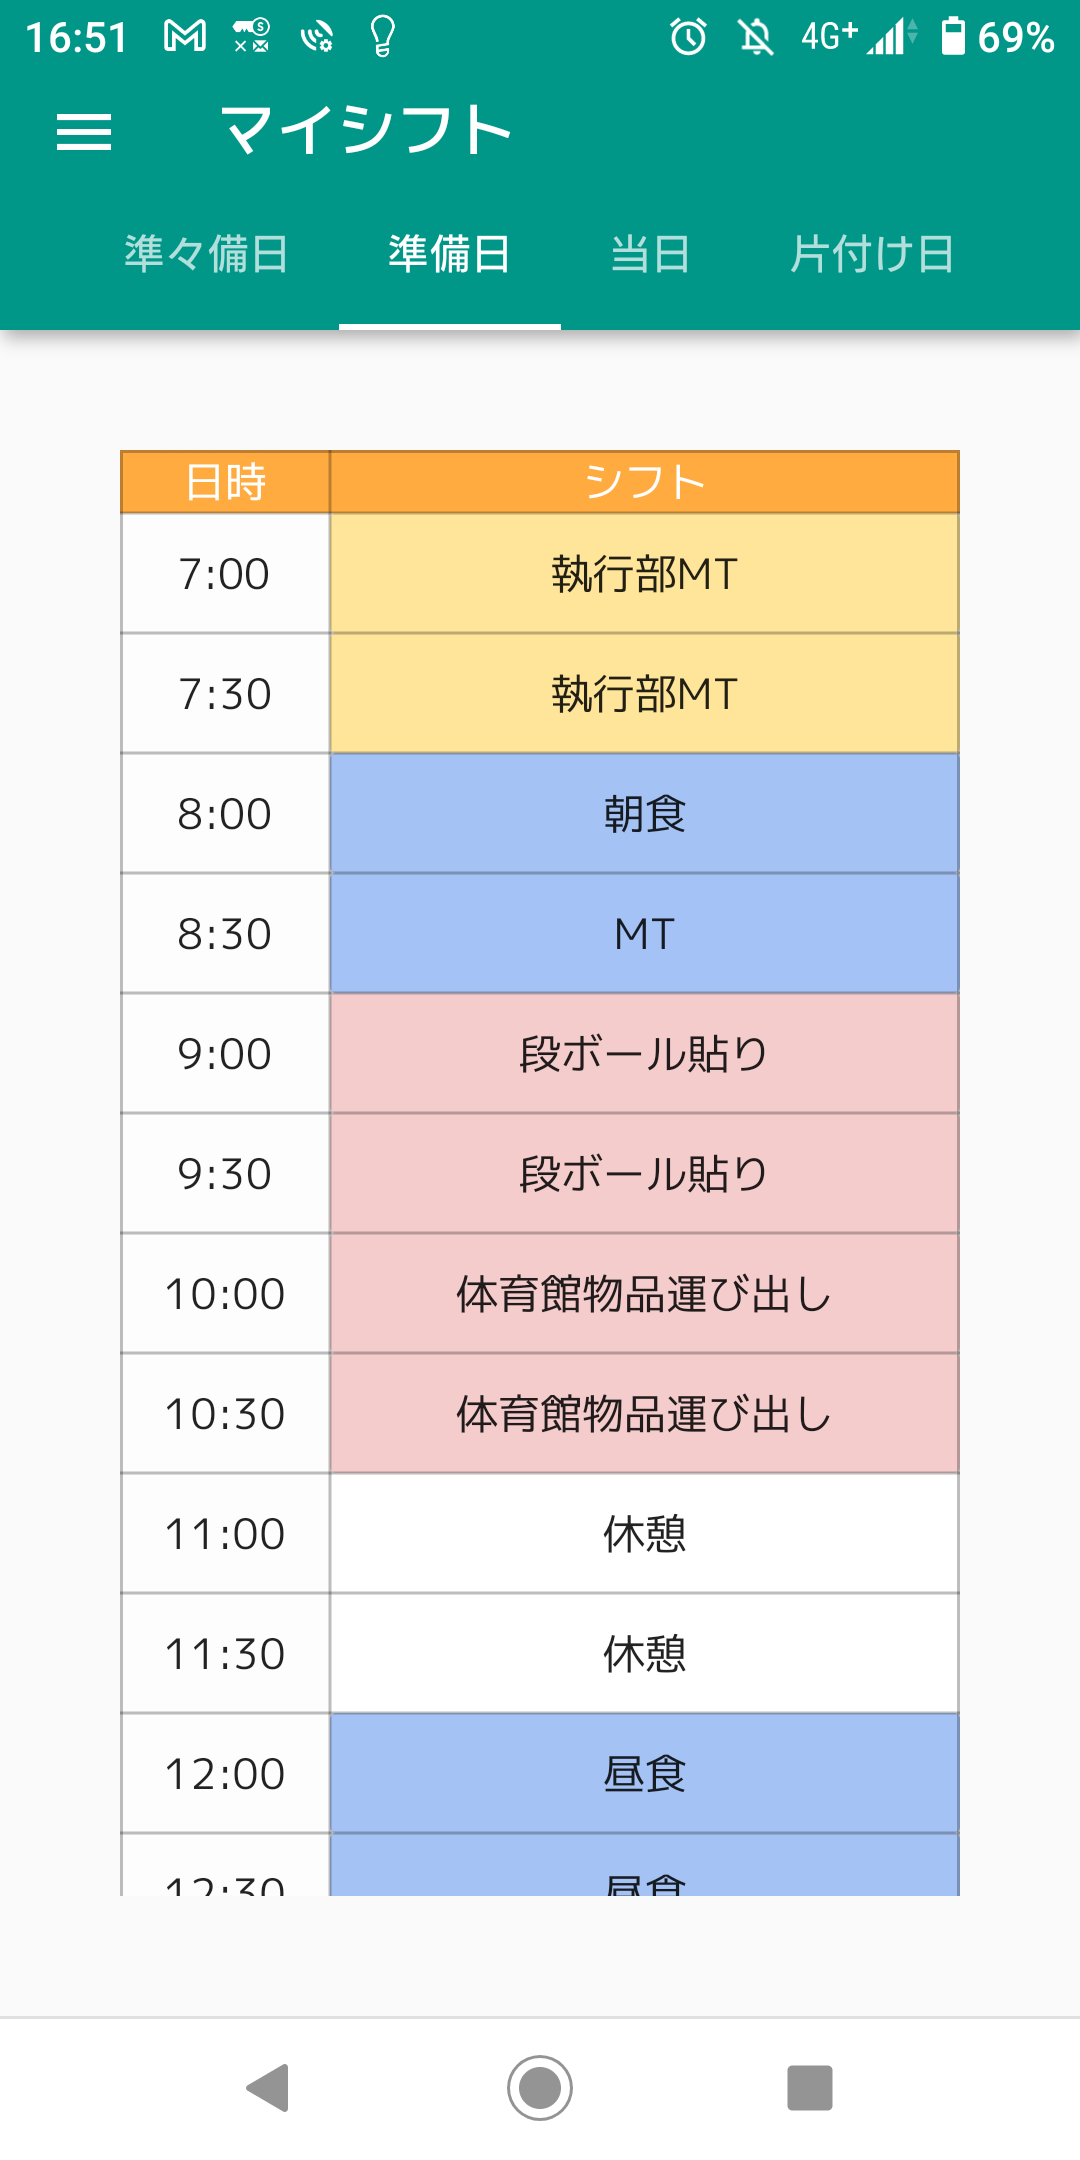 16:51 4G+ 69%
マイシフト
準々備日 準備日 当日 片付け日
日時 シフト
7:00 執行部MT
7:30 執行部MT
8:00 朝食
8:30 MT
9:00 段ボール貼り
9:30 段ボール貼り
10:00 体育館物品運び出し
10:30 体育館物品運び出し
11:00 休憩
11:30 休憩
12:00 昼食
12:30 昼食